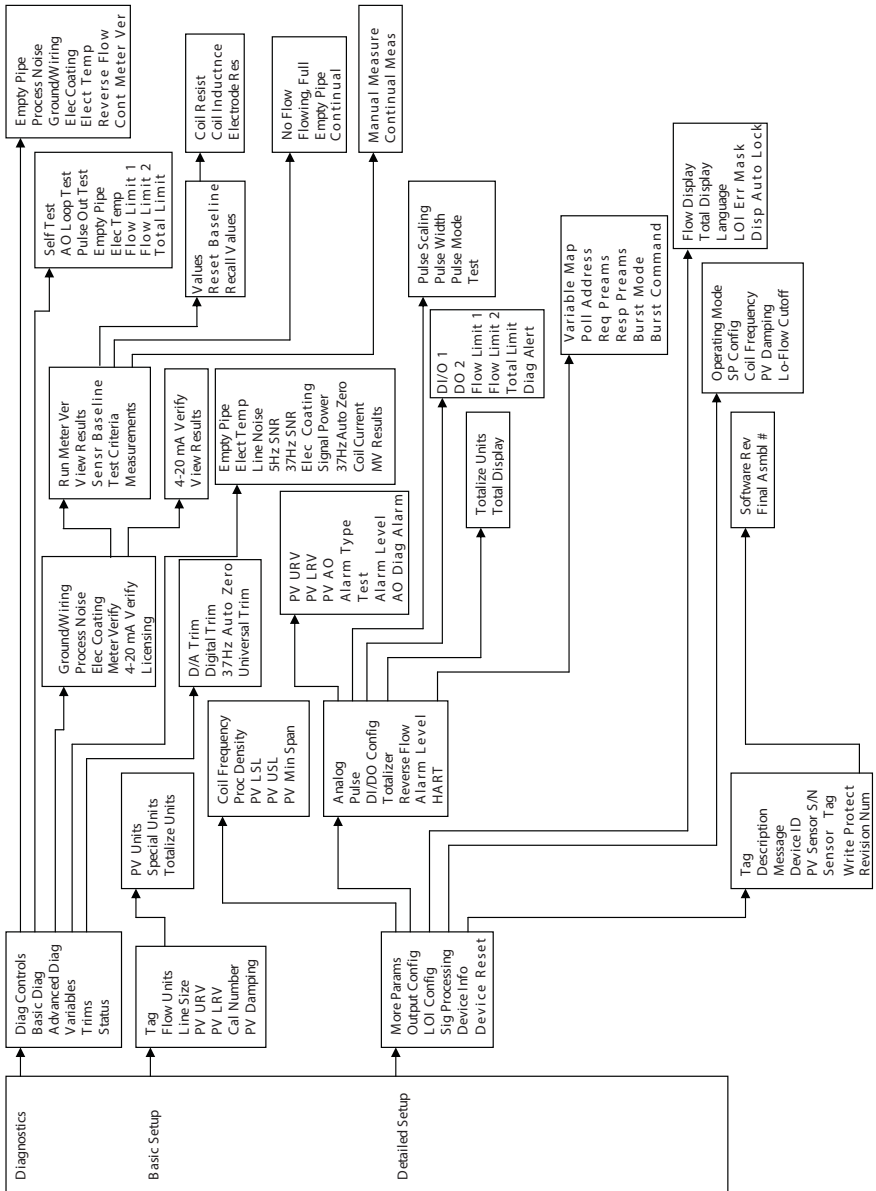 Diagnostics
Basic Setup
Detailed Setup
Diag Controls
Basic Diag
Advanced Diag
Variables
Trims
Status
Tag
Flow Units
Line Size
PV URV
PV LRV
Cal Number
PV Damping
More Params
Output Config
LOI Config
Sig Processing
Device Info
Device Reset
PV Units
Special Units
Totalize Units
Coil Frequency
Proc Density
PV LSL
PV USL
PV Min Span
Analog
Pulse
DI/DO Config
Totalizer
Reverse Flow
Alarm Level
HART
Tag
Description
Message
Device ID
PV Sensor S/N
Sensor Tag
Write Protect
Revision Num
Ground/Wiring
Process Noise
Elec Coating
Meter Verify
4-20 mA Verify
Licensing
D/A Trim
Digital Trim
37Hz Auto Zero
Universal Trim
PV URV
PV LRV
PV AO
Alarm Type
Test
Alarm Level
AO Diag Alarm
Run Meter Ver
View Results
Sensr Baseline
Test Criteria
Measurements
4-20 mA Verify
View Results
Empty Pipe
Elect Temp
Line Noise
5Hz SNR
37Hz SNR
Elec Coating
Signal Power
37Hz Auto Zero
Coil Current
MV Results
Totalize Units
Total Display
Software Rev
Final Asmbl #
DI/O 1
DO 2
Flow Limit 1
Flow Limit 2
Total Limit
Diag Alert
Variable Map
Poll Address
Req Preams
Resp Preams
Burst Mode
Burst Command
Operating Mode
SP Config
Coil Frequency
PV Damping
Lo-Flow Cutoff
Self Test
AO Loop Test
Pulse Out Test
Empty Pipe
Elec Temp
Flow Limit 1
Flow Limit 2
Total Limit
Values
Reset Baseline
Recall Values
Pulse Scaling
Pulse Width
Pulse Mode
Test
Flow Display
Total Display
Language
LOI Err Mask
Disp Auto Lock
Empty Pipe
Process Noise
Ground/Wiring
Elec Coating
Elect Temp
Reverse Flow
Cont Meter Ver
Coil Resist
Coil Inductnce
Electrode Res
No Flow
Flowing, Full
Empty Pipe
Continual
Manual Measure
Continual Meas